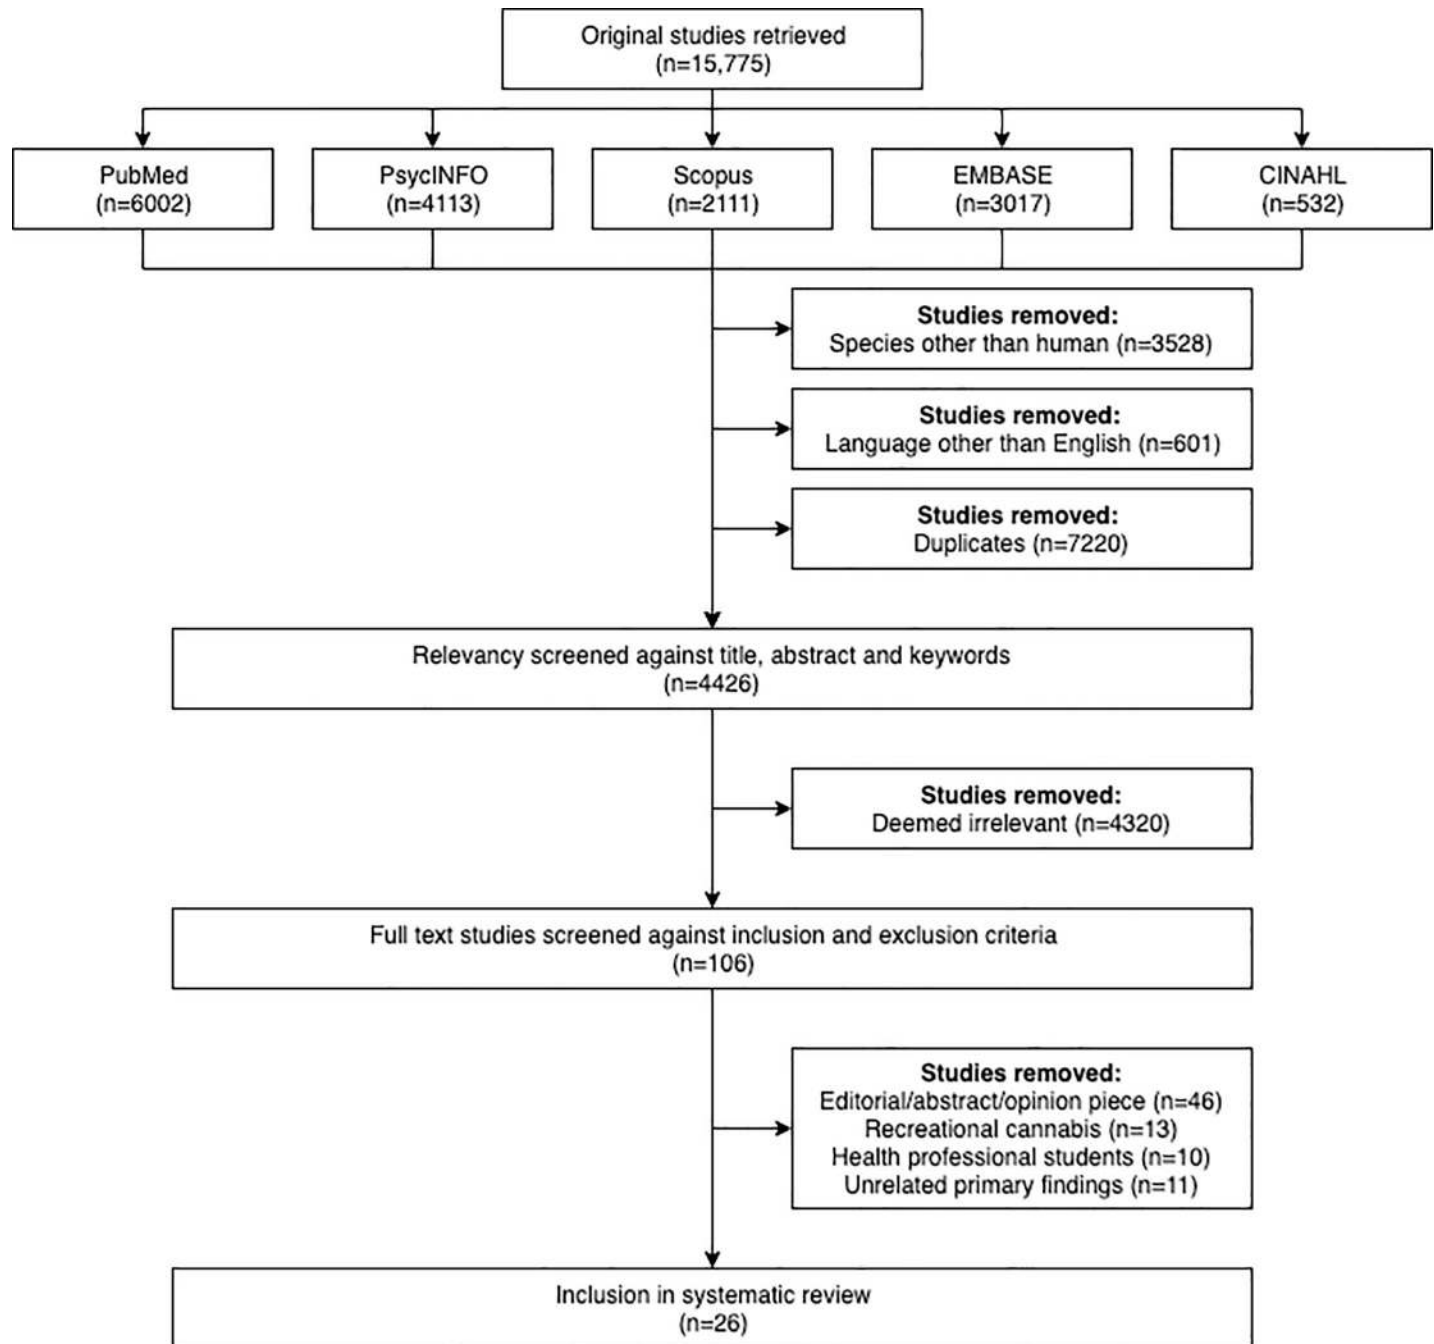 Original studies retrieved
(n=15,775)
PubMed
(n=6002)
PsycINFO
(n=4113)
Scopus
(n=2111)
EMBASE
(n=3017)
CINAHL
(n=532)
Studies removed:
Species other than human (n=3528)
Studies removed:
Language other than English (n=601)
Studies removed:
Duplicates (n=7220)
Relevancy screened against title, abstract and keywords
(n=4426)
Studies removed:
Deemed irrelevant (n=4320)
Full text studies screened against inclusion and exclusion criteria
(n=106)
Studies removed:
Editorial/abstract/opinion piece (n=46)
Recreational cannabis (n=13)
Health professional students (n=10)
Unrelated primary findings (n=11)
Inclusion in systematic review
(n=26)